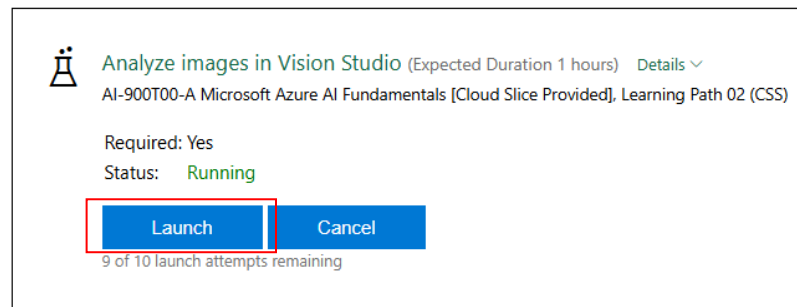 Analyze images in Vision Studio (Expected Duration 1 hours) Details
AI-900T00-A Microsoft Azure AI Fundamentals [Cloud Slice Provided], Learning Path 02 (CSS)
Required: Yes
Status: Running
Launch Cancel
9 of 10 launch attempts remaining